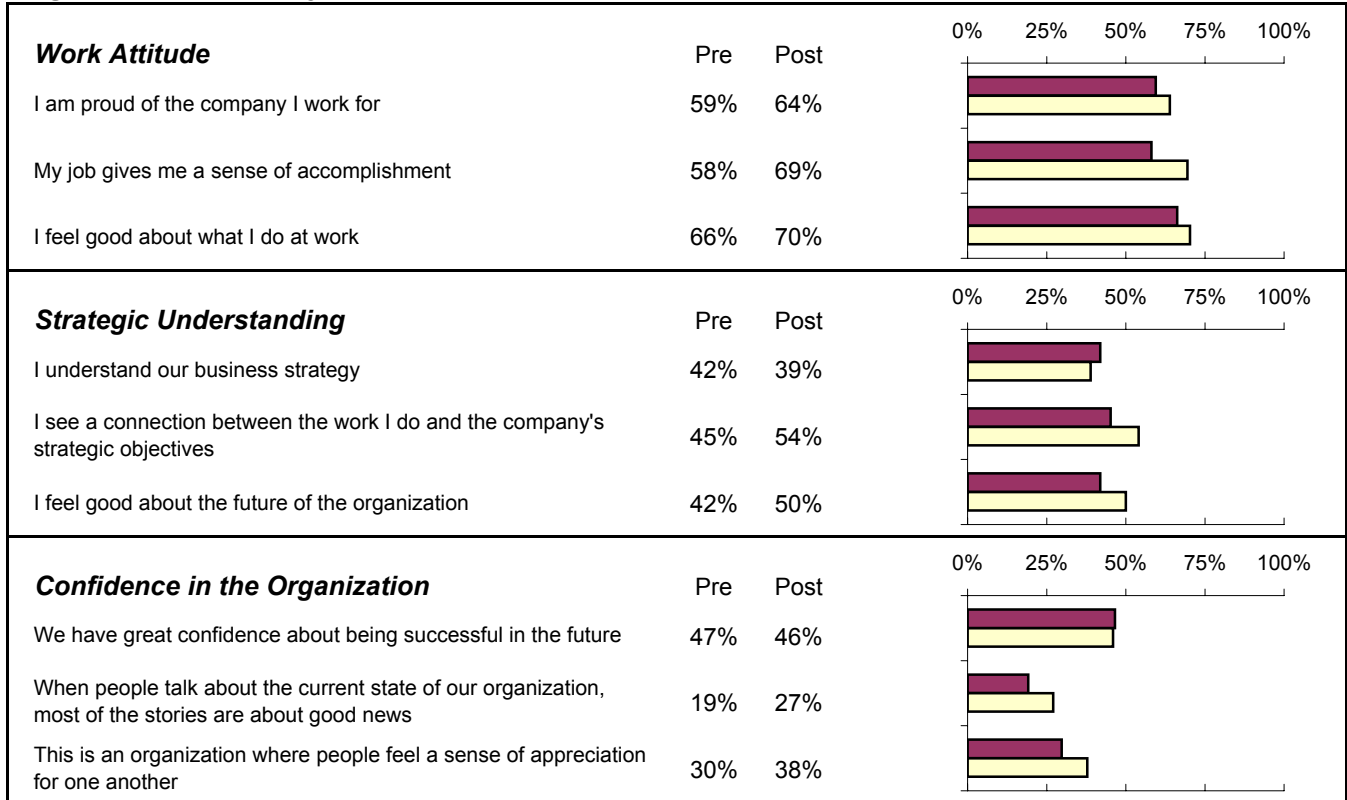 0% 25% 50% 75% 100%
Work Attitude Pre Post
I am proud of the company I work for 59% 64%
My job gives me a sense of accomplishment 58% 69%
I feel good about what I do at work 66% 70%
0% 25% 50% 75% 100%
Strategic Understanding Pre Post
I understand our business strategy 42% 39%
I see a connection between the work I do and the company's
strategic objectives 45% 54%
I feel good about the future of the organization 42% 50%
0% 25% 50% 75% 100%
Confidence in the Organization Pre Post
We have great confidence about being successful in the future 47% 46%
When people talk about the current state of our organization,
most of the stories are about good news 19% 27%
This is an organization where people feel a sense of appreciation
for one another 30% 38%